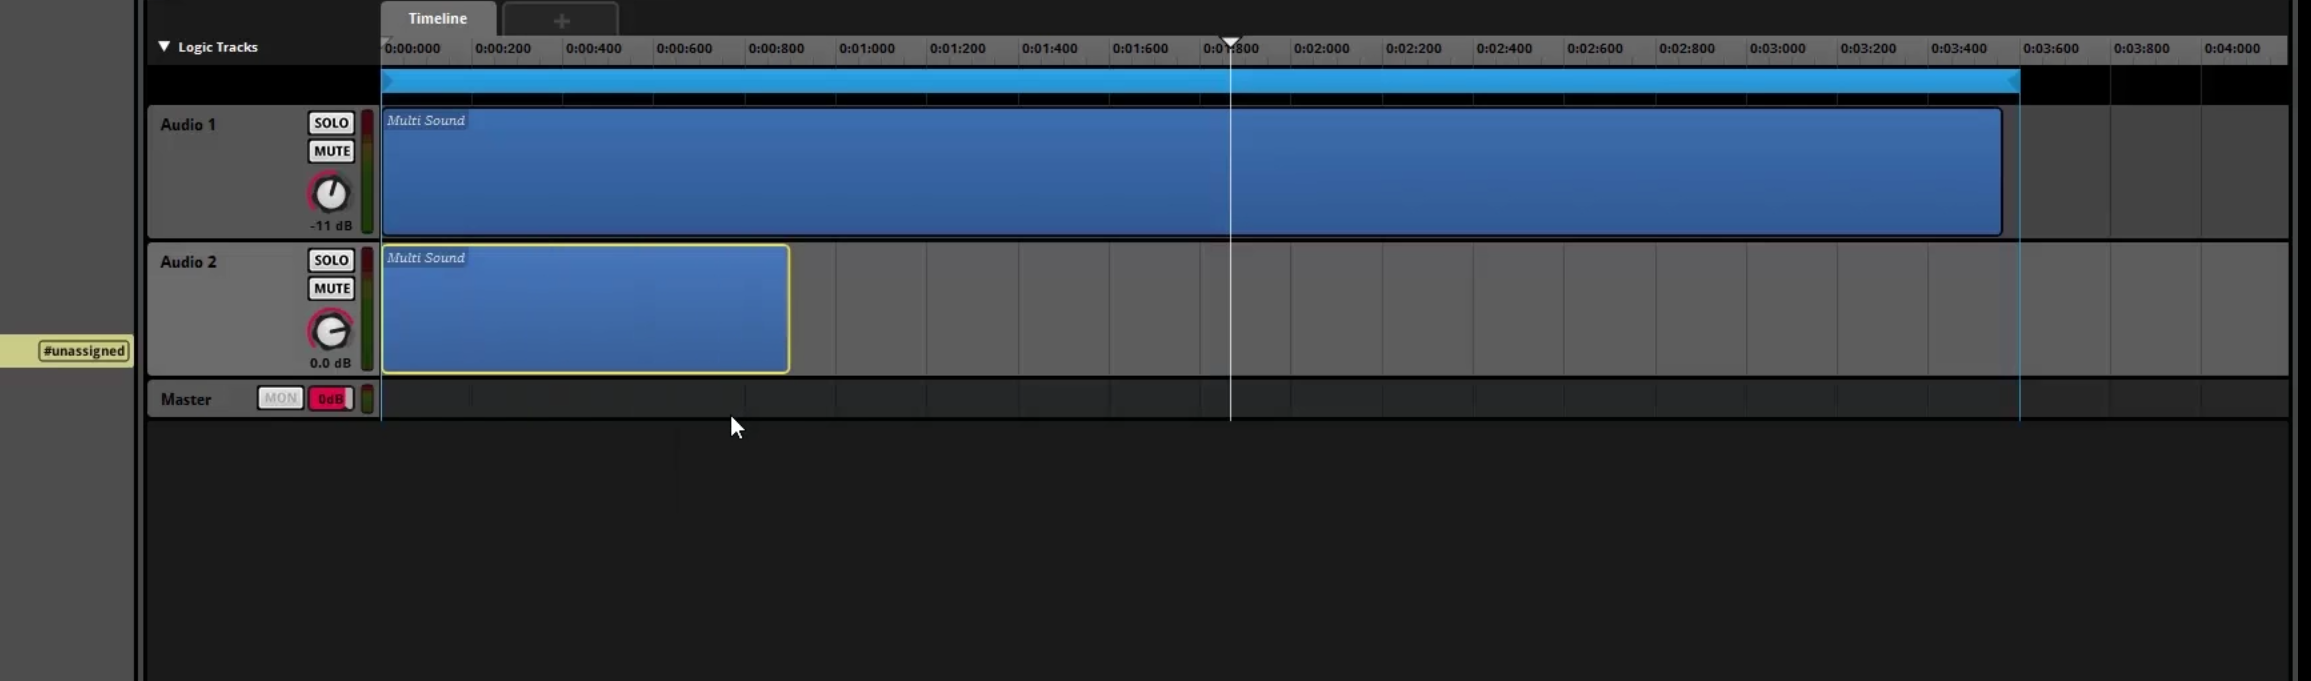 Timeline
+
Logic Tracks
0:00:000 0:00:200 0:00:400 0:00:600 0:00:800 0:01:000 0:01:200 0:01:400 0:01:600 0:01:800 0:02:000 0:02:200 0:02:400 0:02:600 0:02:800 0:03:000 0:03:200 0:03:400 0:03:600 0:03:800 0:04:000
Audio 1
SOLO
MUTE
-11 dB
Multi Sound
Audio 2
SOLO
MUTE
0.0 dB
Multi Sound
#unassigned
Master
MON
0dB